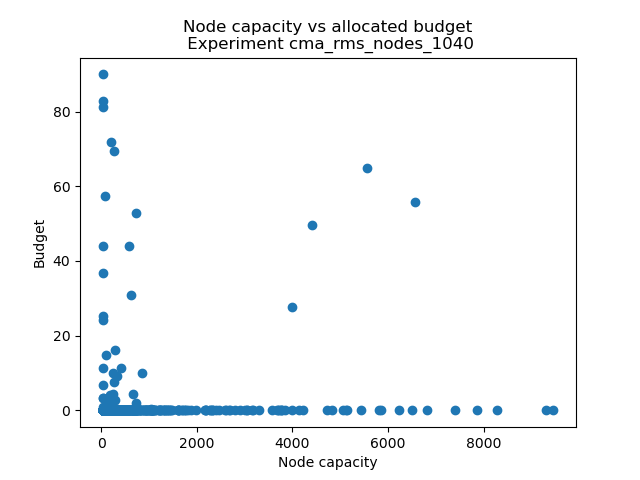 Node capacity vs allocated budget
Experiment cma_rms_nodes_1040
80
60
40
20
0
Budget
0 2000 4000 6000 8000
Node capacity